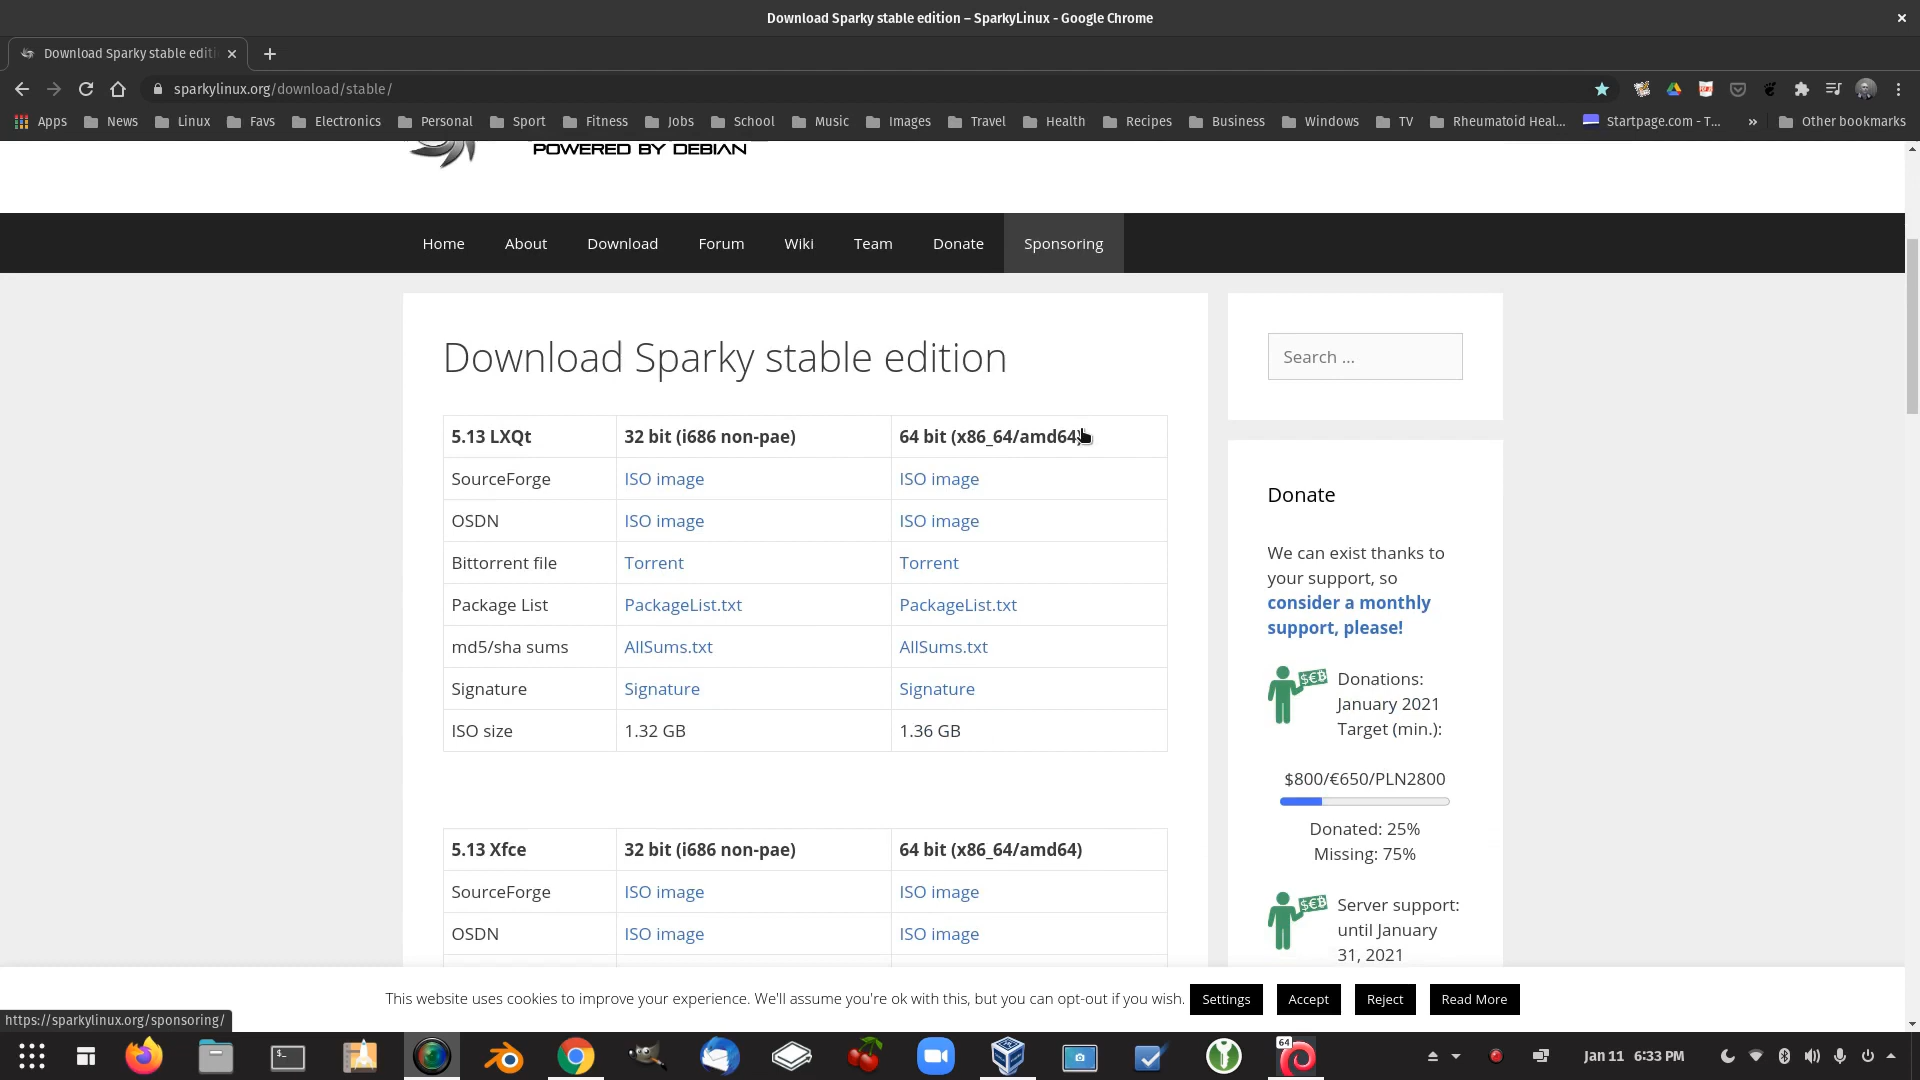 Download Sparky stable edition – SparkyLinux - Google Chrome
Download Sparky stable editi
sparkylinux.org/download/stable/
Apps News Linux Favs Electronics Personal Sport Fitness Jobs School Music Images Travel Health Recipes Business Windows TV Rheumatoid Heal... Startpage.com - T... » Other bookmarks
POWERED BY DEBIAN
Home About Download Forum Wiki Team Donate Sponsoring
Download Sparky stable edition
5.13 LXQt 32 bit (i686 non-pae) 64 bit (x86_64/amd64)
SourceForge ISO image ISO image
OSDN ISO image ISO image
Bittorrent file Torrent Torrent
Package List PackageList.txt PackageList.txt
md5/sha sums AllSums.txt AllSums.txt
Signature Signature Signature
ISO size 1.32 GB 1.36 GB
5.13 Xfce 32 bit (i686 non-pae) 64 bit (x86_64/amd64)
SourceForge ISO image ISO image
OSDN ISO image ISO image
Search ...
Donate
We can exist thanks to
your support, so
consider a monthly
support, please!
$€₿
Donations:
January 2021
Target (min.):
$800/€650/PLN2800
Donated: 25%
Missing: 75%
$€₿
Server support:
until January
31, 2021
This website uses cookies to improve your experience. We'll assume you're ok with this, but you can opt-out if you wish. Settings Accept Reject Read More
https://sparkylinux.org/sponsoring/
$_
64
Jan 11 6:33 PM